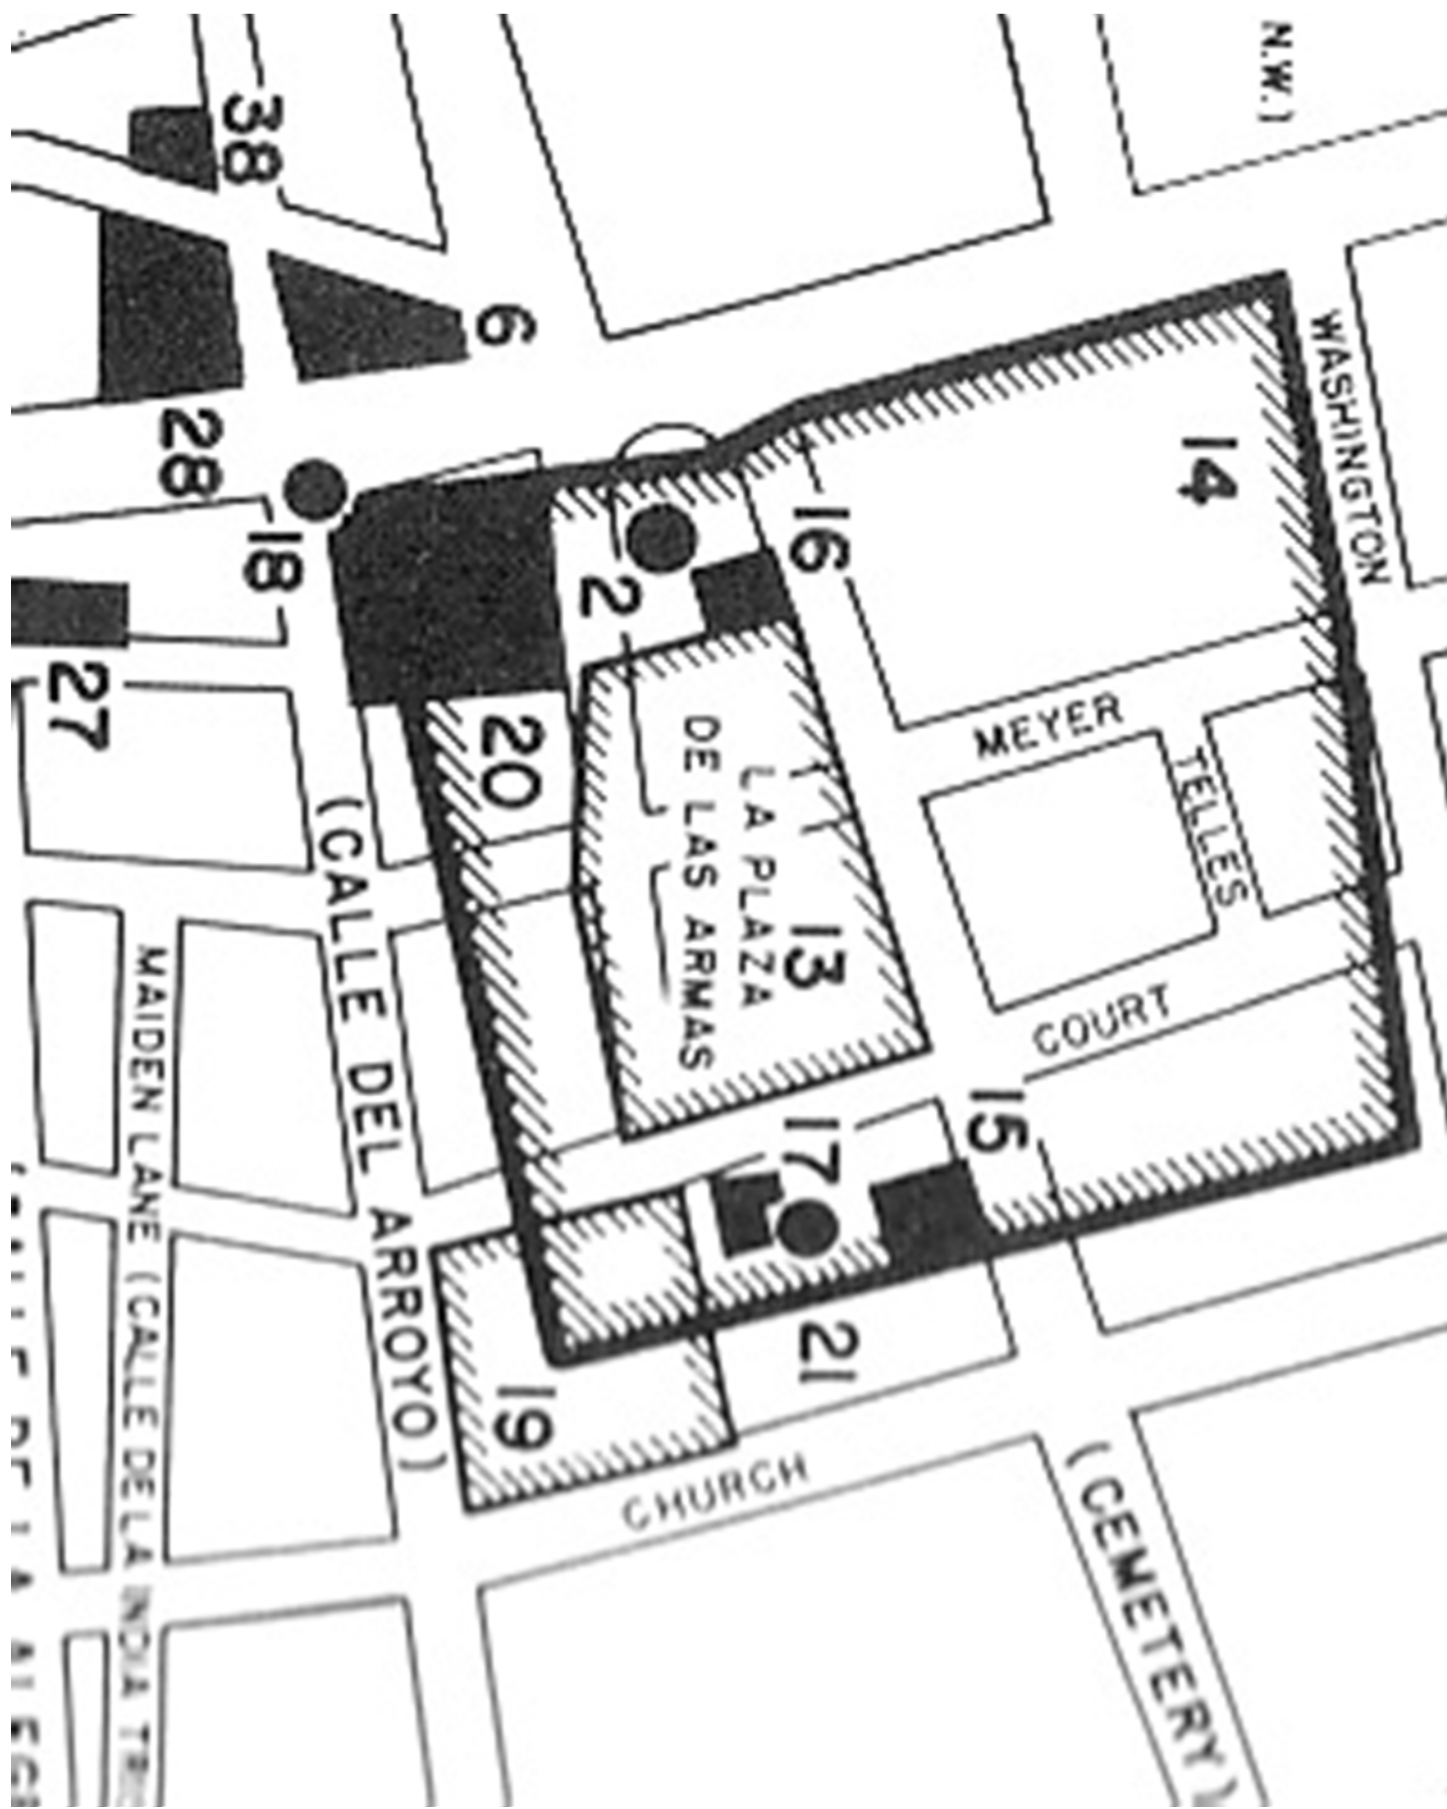 N.W.)
38
6
WASHINGTON
28
14
18
16
2
27
20
MEYER
TELLES
LA PLAZA
DE LAS ARMAS
13
(CALLE DEL ARROYO)
MAIDEN LANE (CALLE DE LA INDIA
COURT
15
17
21
19
CHURCH
(CEMETERY)